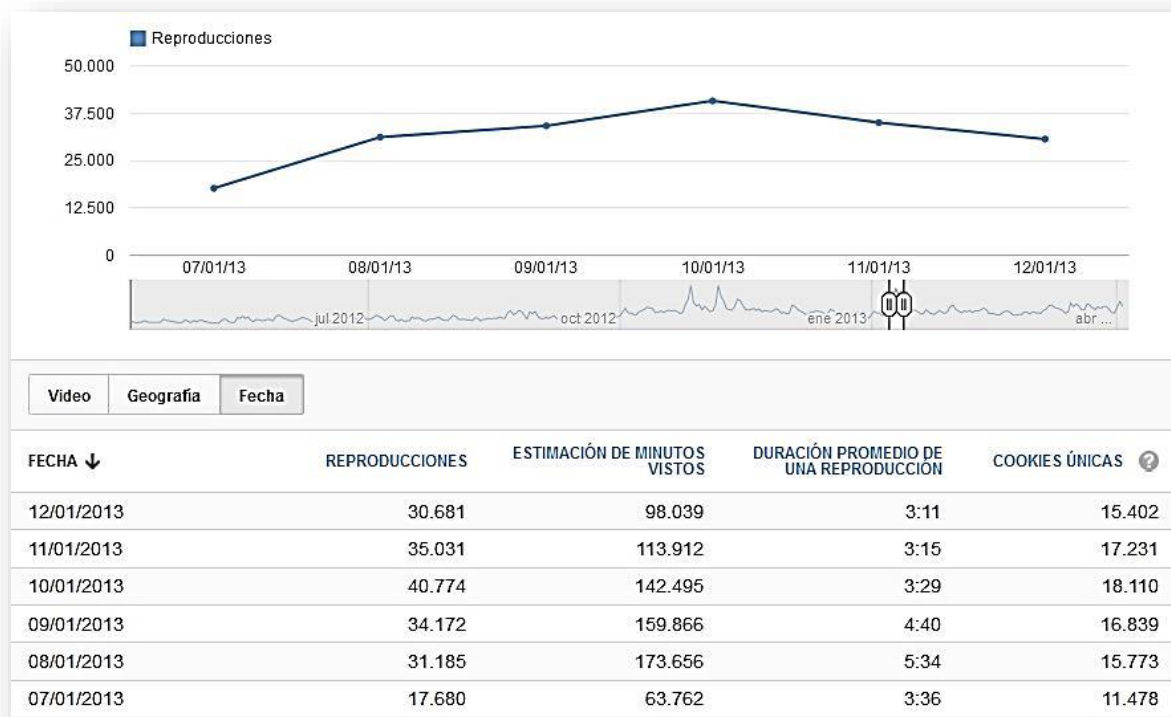 Reproducciones
50.000
37.500
25.000
12.500
0
07/01/13 08/01/13 09/01/13 10/01/13 11/01/13 12/01/13
jul 2012 oct 2012 ene 2013 abr ...
Video Geografía Fecha
FECHA ↓ REPRODUCCIONES ESTIMACIÓN DE MINUTOS VISTOS DURACIÓN PROMEDIO DE UNA REPRODUCCIÓN COOKIES ÚNICAS ?
12/01/2013 30.681 98.039 3:11 15.402
11/01/2013 35.031 113.912 3:15 17.231
10/01/2013 40.774 142.495 3:29 18.110
09/01/2013 34.172 159.866 4:40 16.839
08/01/2013 31.185 173.656 5:34 15.773
07/01/2013 17.680 63.762 3:36 11.478